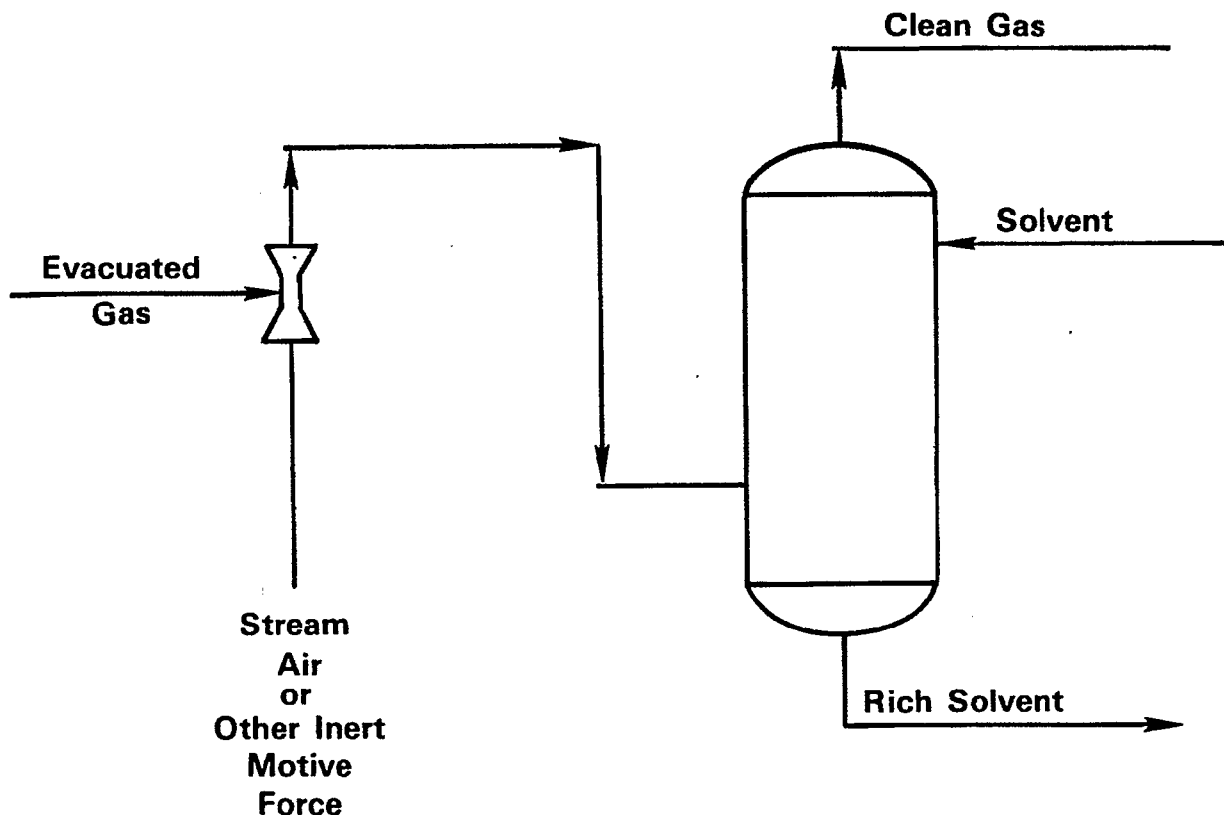 Clean Gas
Solvent
Evacuated
Gas
Stream
Air
or
Other Inert
Motive
Force
Rich Solvent